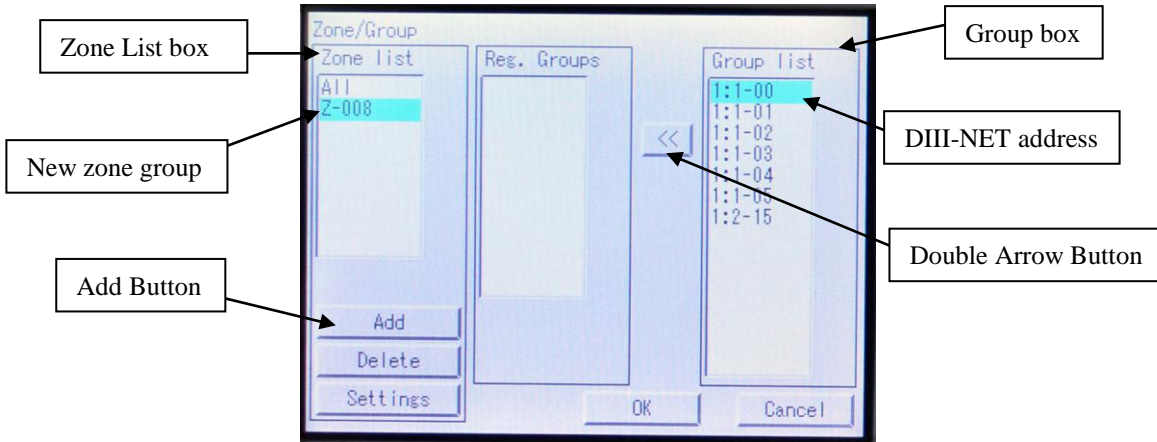 Zone List box
New zone group
Add Button
Zone/Group
Zone list
All
Z-008
Add
Delete
Settings
Reg. Groups
<<
Group list
1:1-00
1:1-01
1:1-02
1:1-03
1:1-04
1:1-05
1:2-15
OK
Cancel
Group box
DIII-NET address
Double Arrow Button